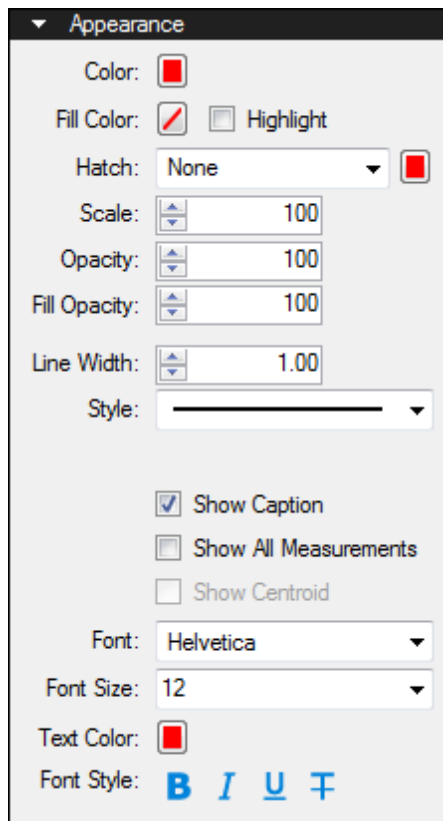 Appearance
Color:
Fill Color: Highlight
Hatch: None
Scale: 100
Opacity: 100
Fill Opacity: 100
Line Width: 1.00
Style:
Show Caption
Show All Measurements
Show Centroid
Font: Helvetica
Font Size: 12
Text Color:
Font Style: B I U T